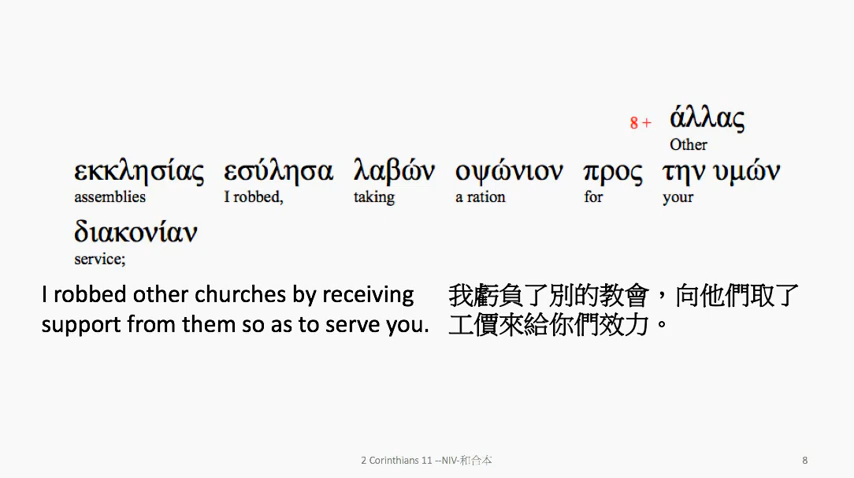 8 + άλλας
Other
εκκλησίας εσύλησα λαβών οψώνιον προς την υμών
assemblies I robbed, taking a ration for your
διακονίαν
service;
I robbed other churches by receiving
support from them so as to serve you.
我虧負了別的教會，向他們取了
工價來給你們效力。
2 Corinthians 11 --NIV-和合本
8